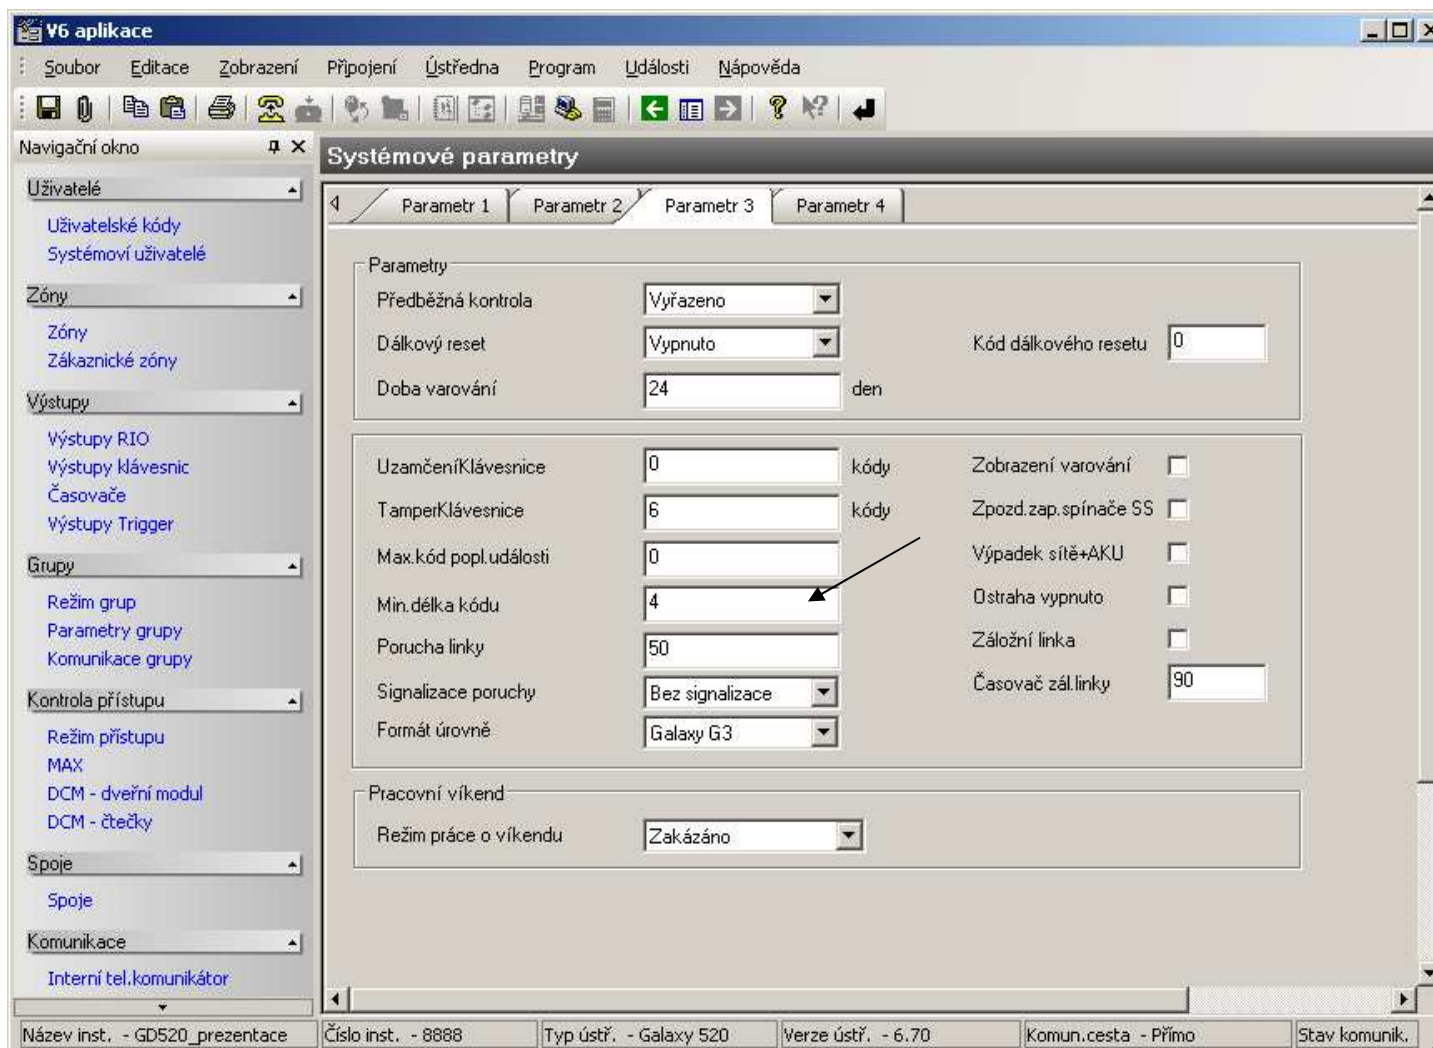 V6 aplikace
Soubor Editace Zobrazení Připojení Ústředna Program Události Nápověda
Navigační okno
Systémové parametry
Uživatelé
Uživatelské kódy
Systémoví uživatelé
Zóny
Zóny
Zákaznické zóny
Výstupy
Výstupy RIO
Výstupy klávesnic
Časovače
Výstupy Trigger
Grupy
Režim grup
Parametry grupy
Komunikace grupy
Kontrola přístupu
Režim přístupu
MAX
DCM - dveřní modul
DCM - čtečky
Spoje
Spoje
Komunikace
Interní tel.komunikátor
Parametr 1 Parametr 2 Parametr 3 Parametr 4
Parametry
Předběžná kontrola Vyřazeno
Dálkový reset Vypnuto Kód dálkového resetu 0
Doba varování 24 den
UzamčeníKlávesnice 0 kódy Zobrazení varování
TamperKlávesnice 6 kódy Zpozd.zap.spínače SS
Max.kód popl.události 0 Výpadek sítě+AKU
Min.délka kódu 4 Ostraha vypnuto
Porucha linky 50 Záložní linka
Signalizace poruchy Bez signalizace Časovač zál.linky 90
Formát úrovně Galaxy G3
Pracovní víkend
Režim práce o víkendu Zakázáno
Název inst. - GD520_prezentace Číslo inst. - 8888 Typ ústř. - Galaxy 520 Verze ústř. - 6.70 Komun.cesta - Přímo Stav komunik.